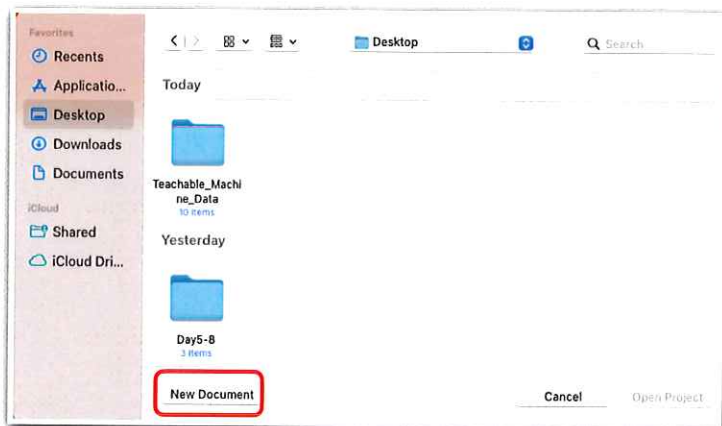 Favorites
Recents
Applicatio...
Desktop
Downloads
Documents
iCloud
Shared
iCloud Dri...
Desktop
Search
Today
Teachable_Machi
ne_Data
10 items
Yesterday
Day5-8
3 items
New Document
Cancel
Open Project